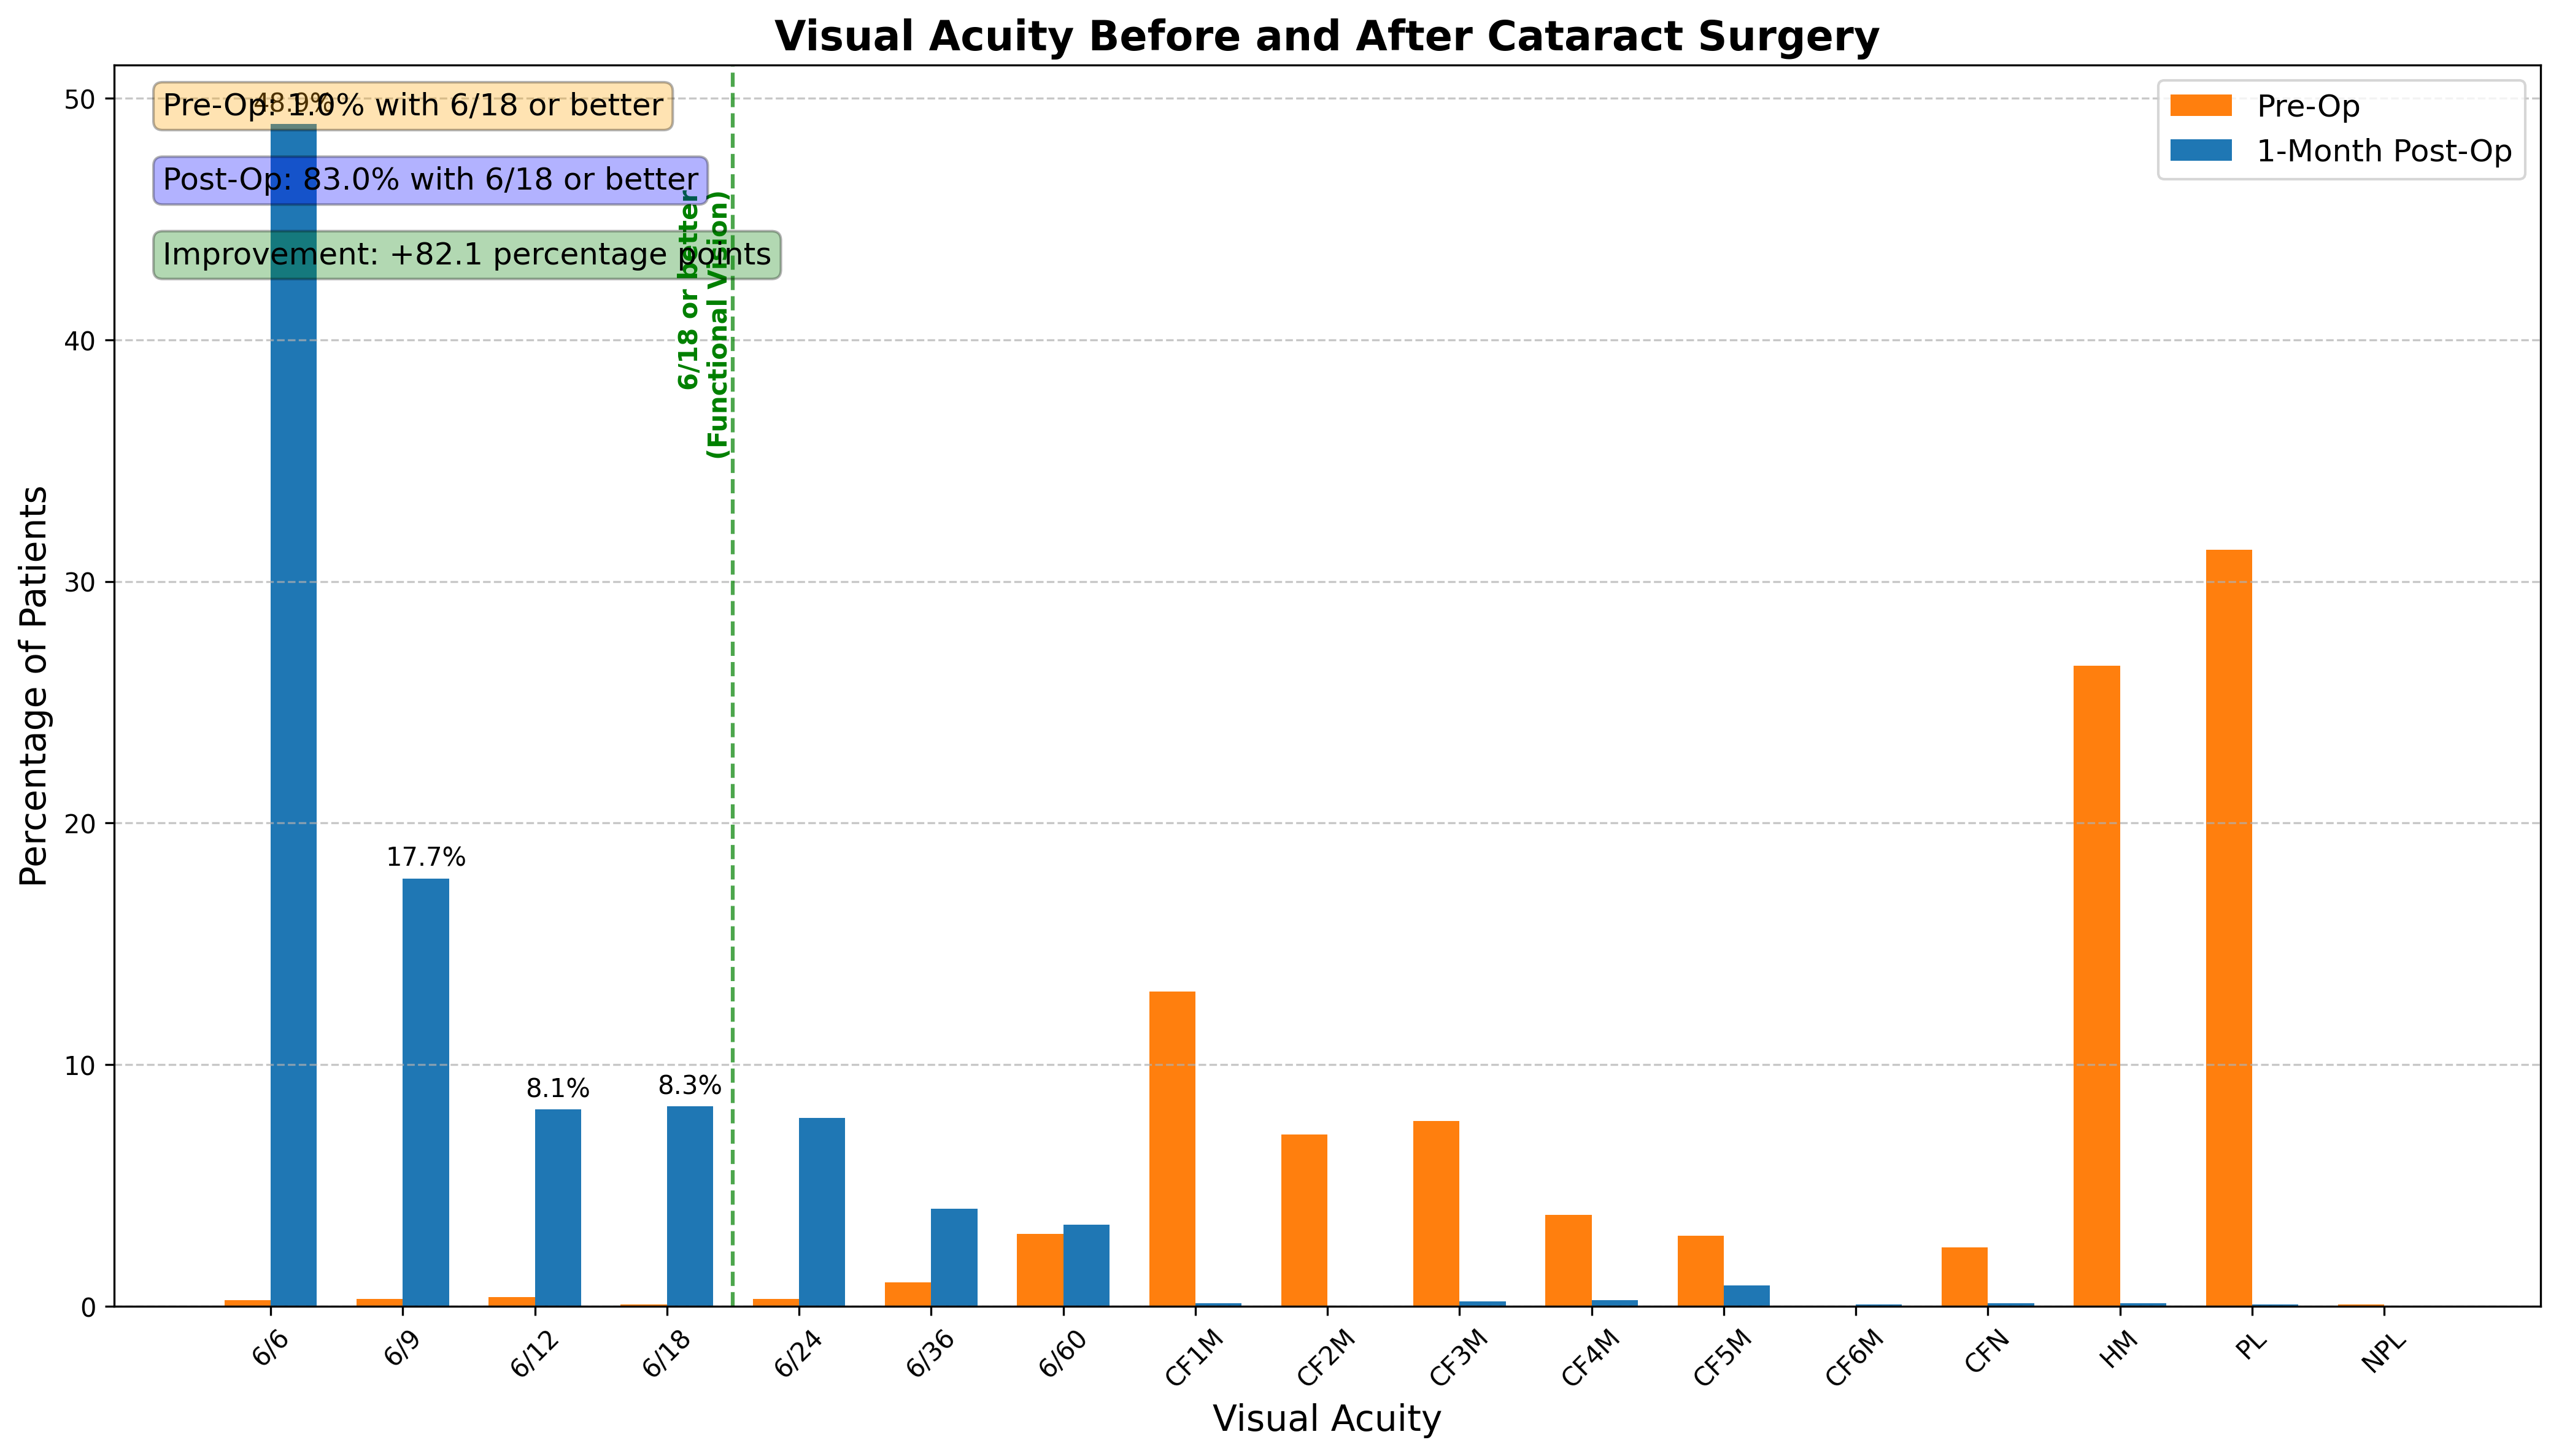 Visual Acuity Before and After Cataract Surgery
Pre-Op: 1.0% with 6/18 or better
48.9%
Post-Op: 83.0% with 6/18 or better
Improvement: +82.1 percentage points
6/18 or better
(Functional Vision)
Pre-Op
1-Month Post-Op
50
40
30
20
10
0
Percentage of Patients
17.7%
8.1%
8.3%
6/6
6/9
6/12
6/18
6/24
6/36
6/60
CF1M
CF2M
CF3M
CF4M
CF5M
CF6M
CFN
HM
PL
NPL
Visual Acuity